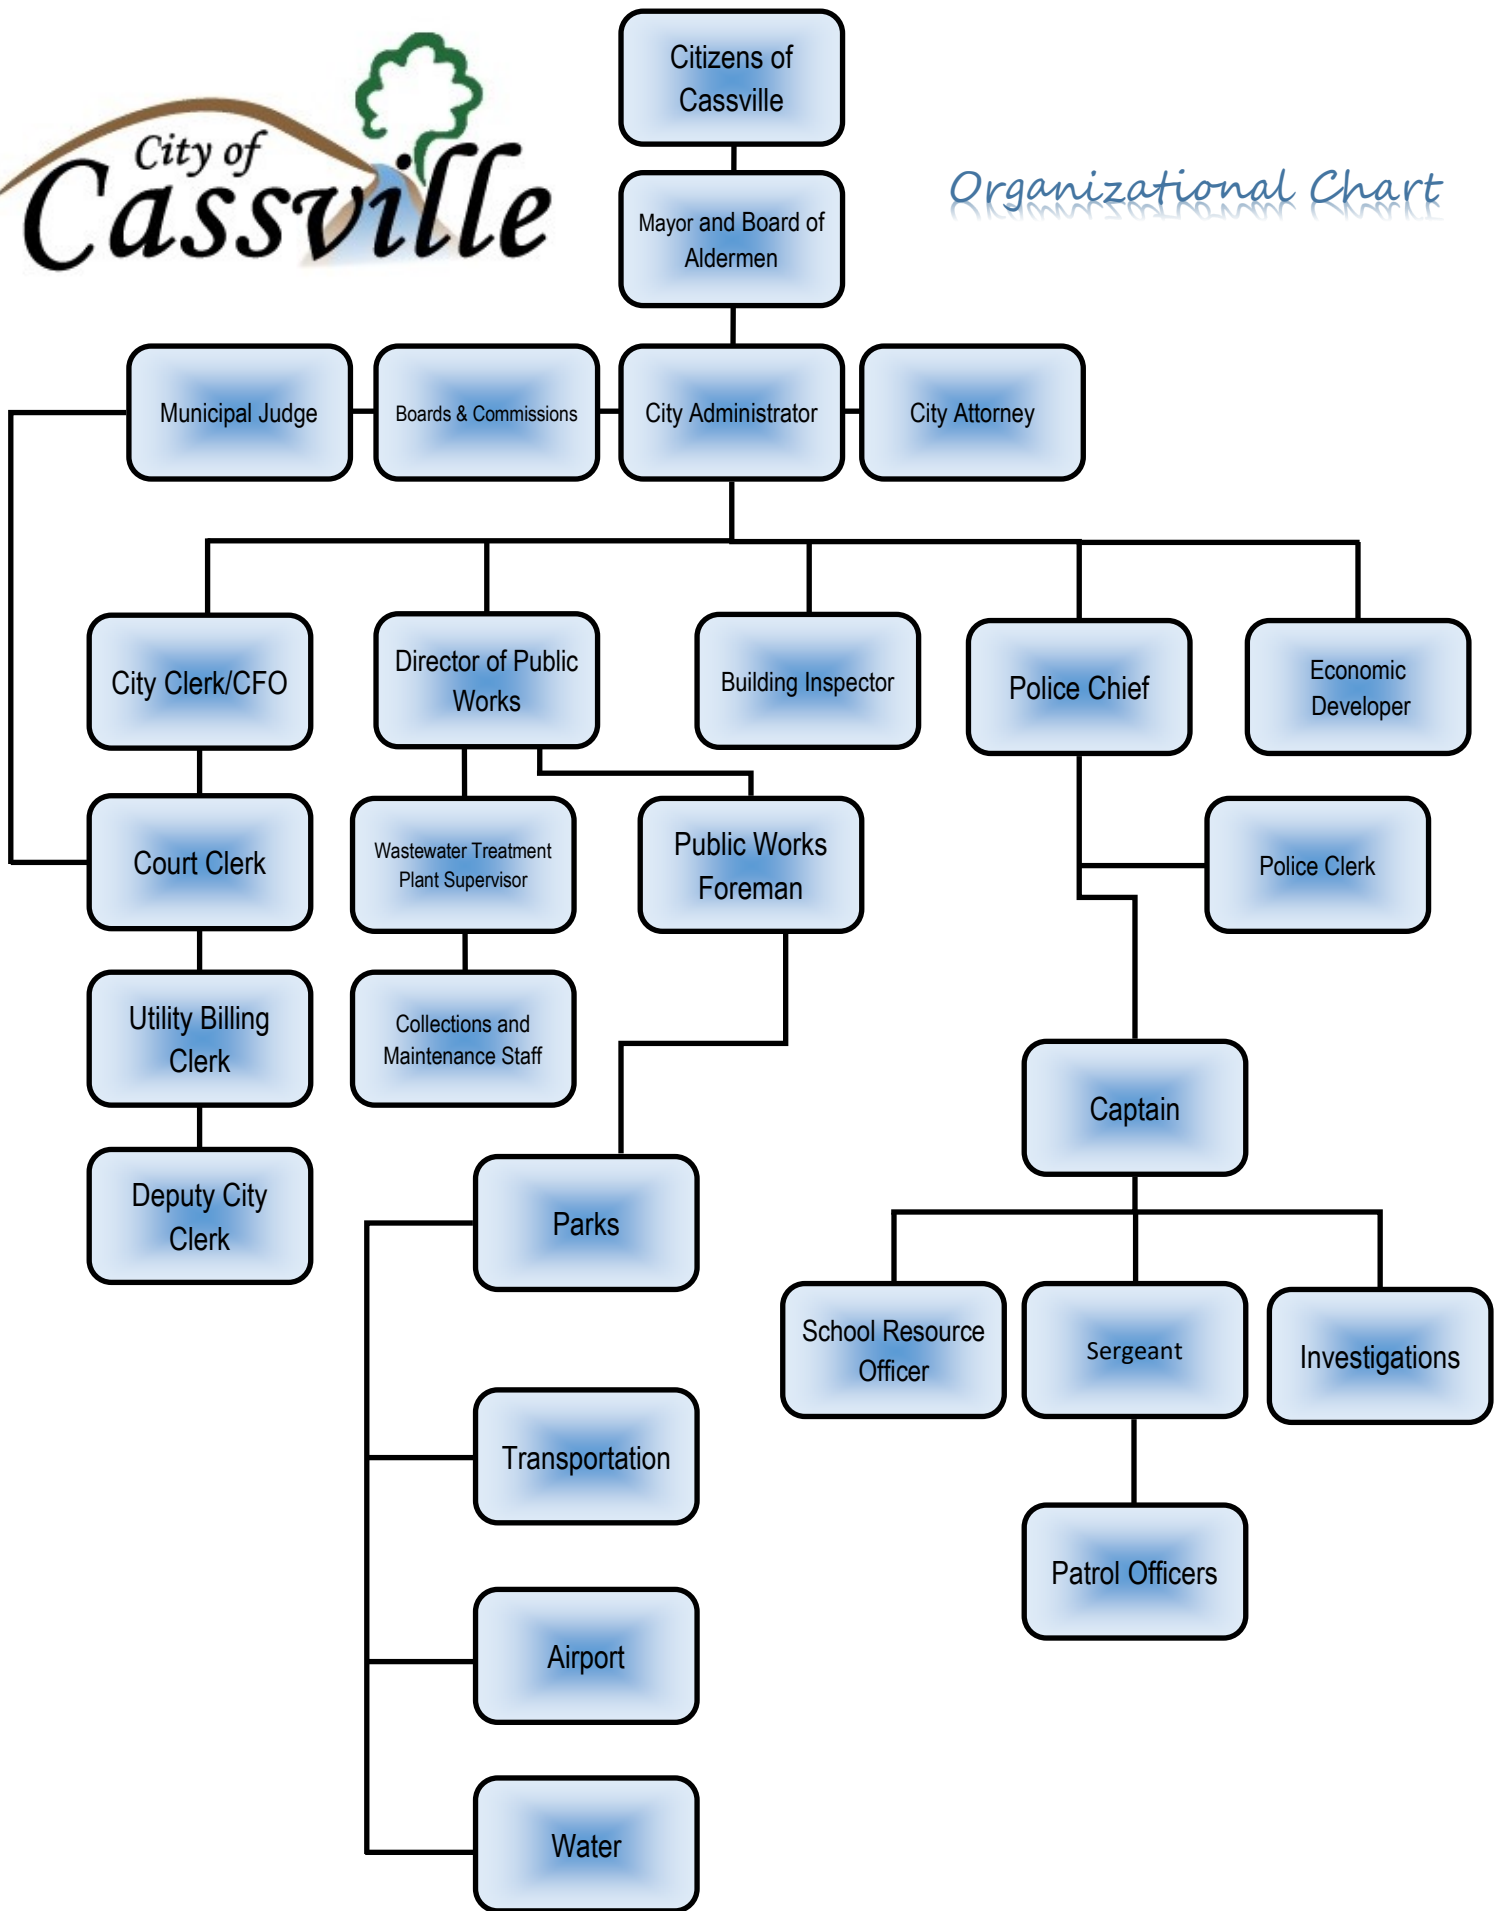 Citizens of
Cassville
City of
Cassville
Organizational Chart
Mayor and Board of
Aldermen
Municipal Judge
Boards & Commissions
City Administrator
City Attorney
City Clerk/CFO
Director of Public
Works
Building Inspector
Police Chief
Economic
Developer
Court Clerk
Wastewater Treatment
Plant Supervisor
Public Works
Foreman
Police Clerk
Utility Billing
Clerk
Collections and
Maintenance Staff
Captain
Deputy City
Clerk
Parks
School Resource
Officer
Sergeant
Investigations
Transportation
Patrol Officers
Airport
Water